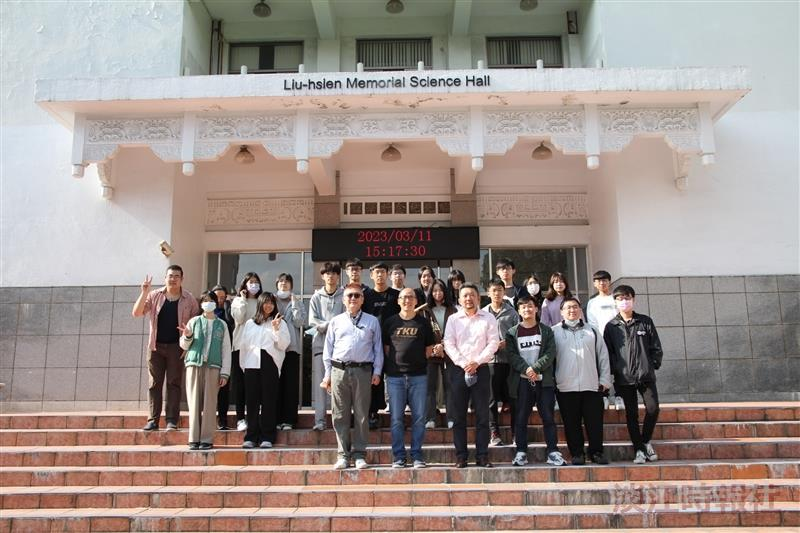 Liu-hsien Memorial Science Hall
2023/03/11
15:17:30
TKU
淡江時報社